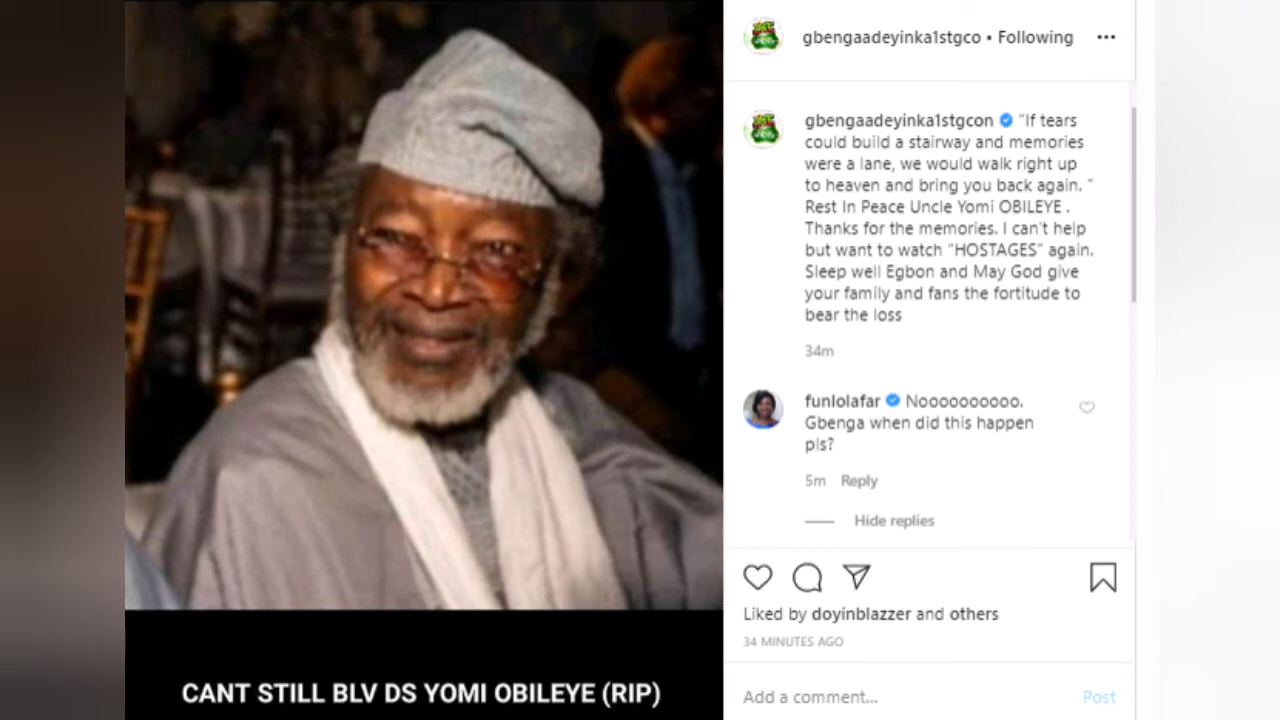 gbengaadeyinka1stgco • Following •••
gbengaadeyinka1stgcon “If tears
could build a stairway and memories
were a lane, we would walk right up
to heaven and bring you back again. “
Rest In Peace Uncle Yomi OBILEYE .
Thanks for the memories. I can't help
but want to watch “HOSTAGES” again.
Sleep well Egbon and May God give
your family and fans the fortitude to
bear the loss
34m
funlolafar Noooooooooo.
Gbenga when did this happen
pls?
5m Reply
Hide replies
Liked by doyinblazzer and others
34 MINUTES AGO
Add a comment... Post
CANT STILL BLV DS YOMI OBILEYE (RIP)